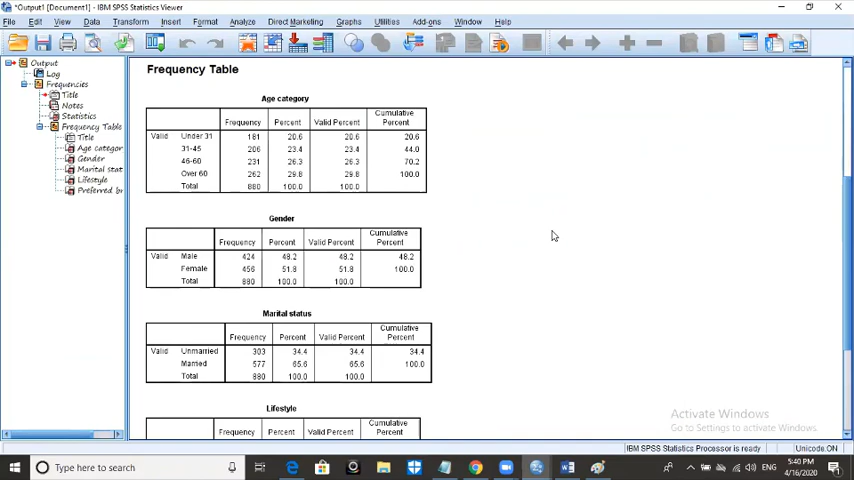 *Output1 [Document1] - IBM SPSS Statistics Viewer
File Edit View Data Transform Insert Format Analyze Direct Marketing Graphs Utilities Add-ons Window Help
Output
Log
Frequencies
Title
Notes
Statistics
Frequency Table
Title
Age categor
Gender
Marital stat
Lifestyle
Preferred br
Frequency Table
Age category
Frequency Percent Valid Percent Cumulative Percent
Valid Under 31 181 20.6 20.6 20.6
31-45 206 23.4 23.4 44.0
46-60 231 26.3 26.3 70.2
Over 60 262 29.8 29.8 100.0
Total 880 100.0 100.0
Gender
Frequency Percent Valid Percent Cumulative Percent
Valid Male 424 48.2 48.2 48.2
Female 456 51.8 51.8 100.0
Total 880 100.0 100.0
Marital status
Frequency Percent Valid Percent Cumulative Percent
Valid Unmarried 303 34.4 34.4 34.4
Married 577 65.6 65.6 100.0
Total 880 100.0 100.0
Lifestyle
Frequency Percent Valid Percent Cumulative
Activate Windows
Go to Settings to activate Windows.
IBM SPSS Statistics Processor is ready Unicode:ON
Type here to search
ENG
5:40 PM
4/16/2020